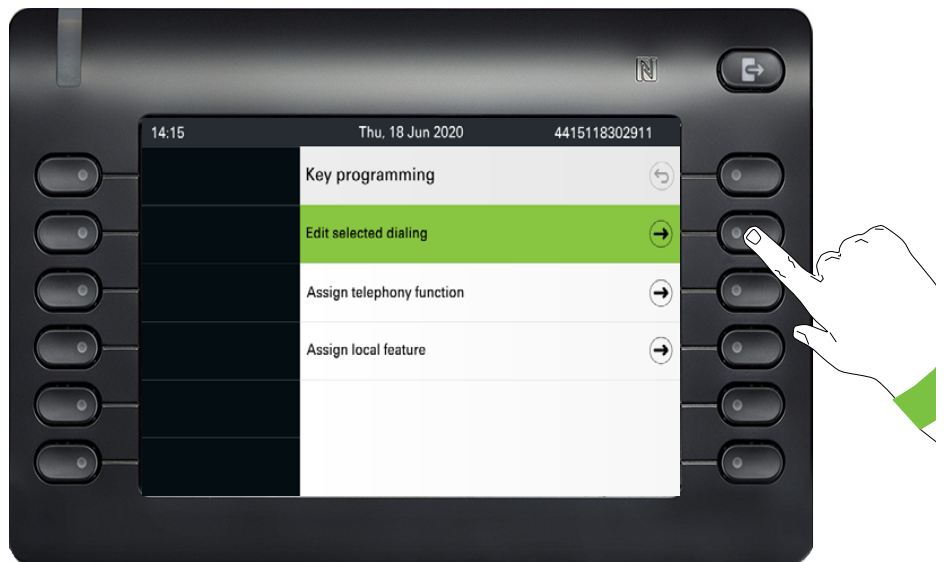 14:15 Thu, 18 Jun 2020 4415118302911
Key programming
Edit selected dialing
Assign telephony function
Assign local feature